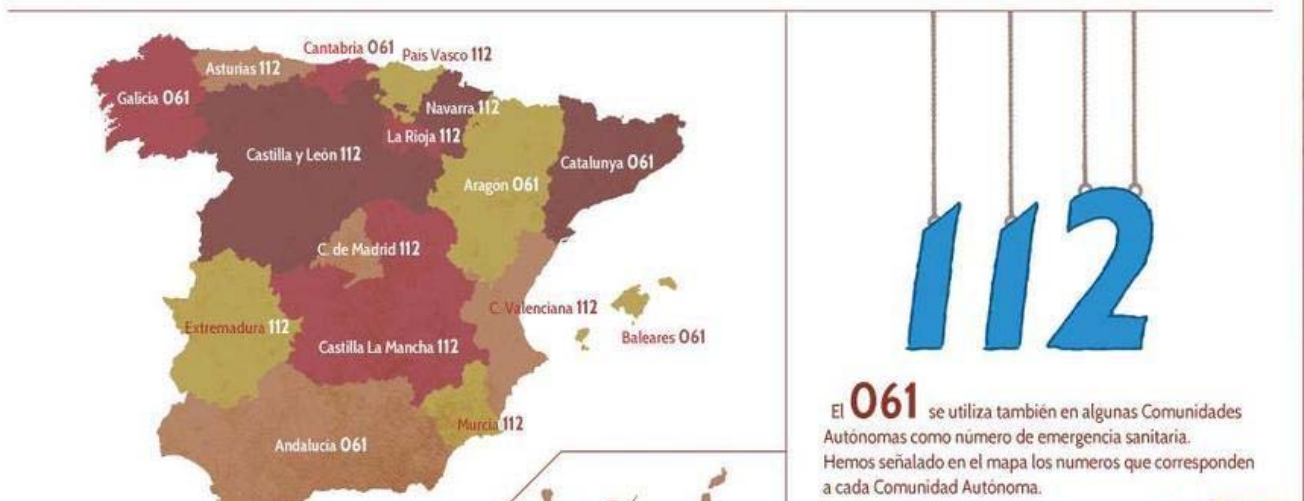 Cantabria 061
País Vasco 112
Asturias 112
Galicia 061
Navarra 112
La Rioja 112
Castilla y León 112
Catalunya 061
Aragón 061
C. de Madrid 112
C. Valenciana 112
Extremadura 112
Baleares 061
Castilla La Mancha 112
Murcia 112
Andalucía 061
112
El 061 se utiliza también en algunas Comunidades
Autónomas como número de emergencia sanitaria.
Hemos señalado en el mapa los numeros que corresponden
a cada Comunidad Autónoma.